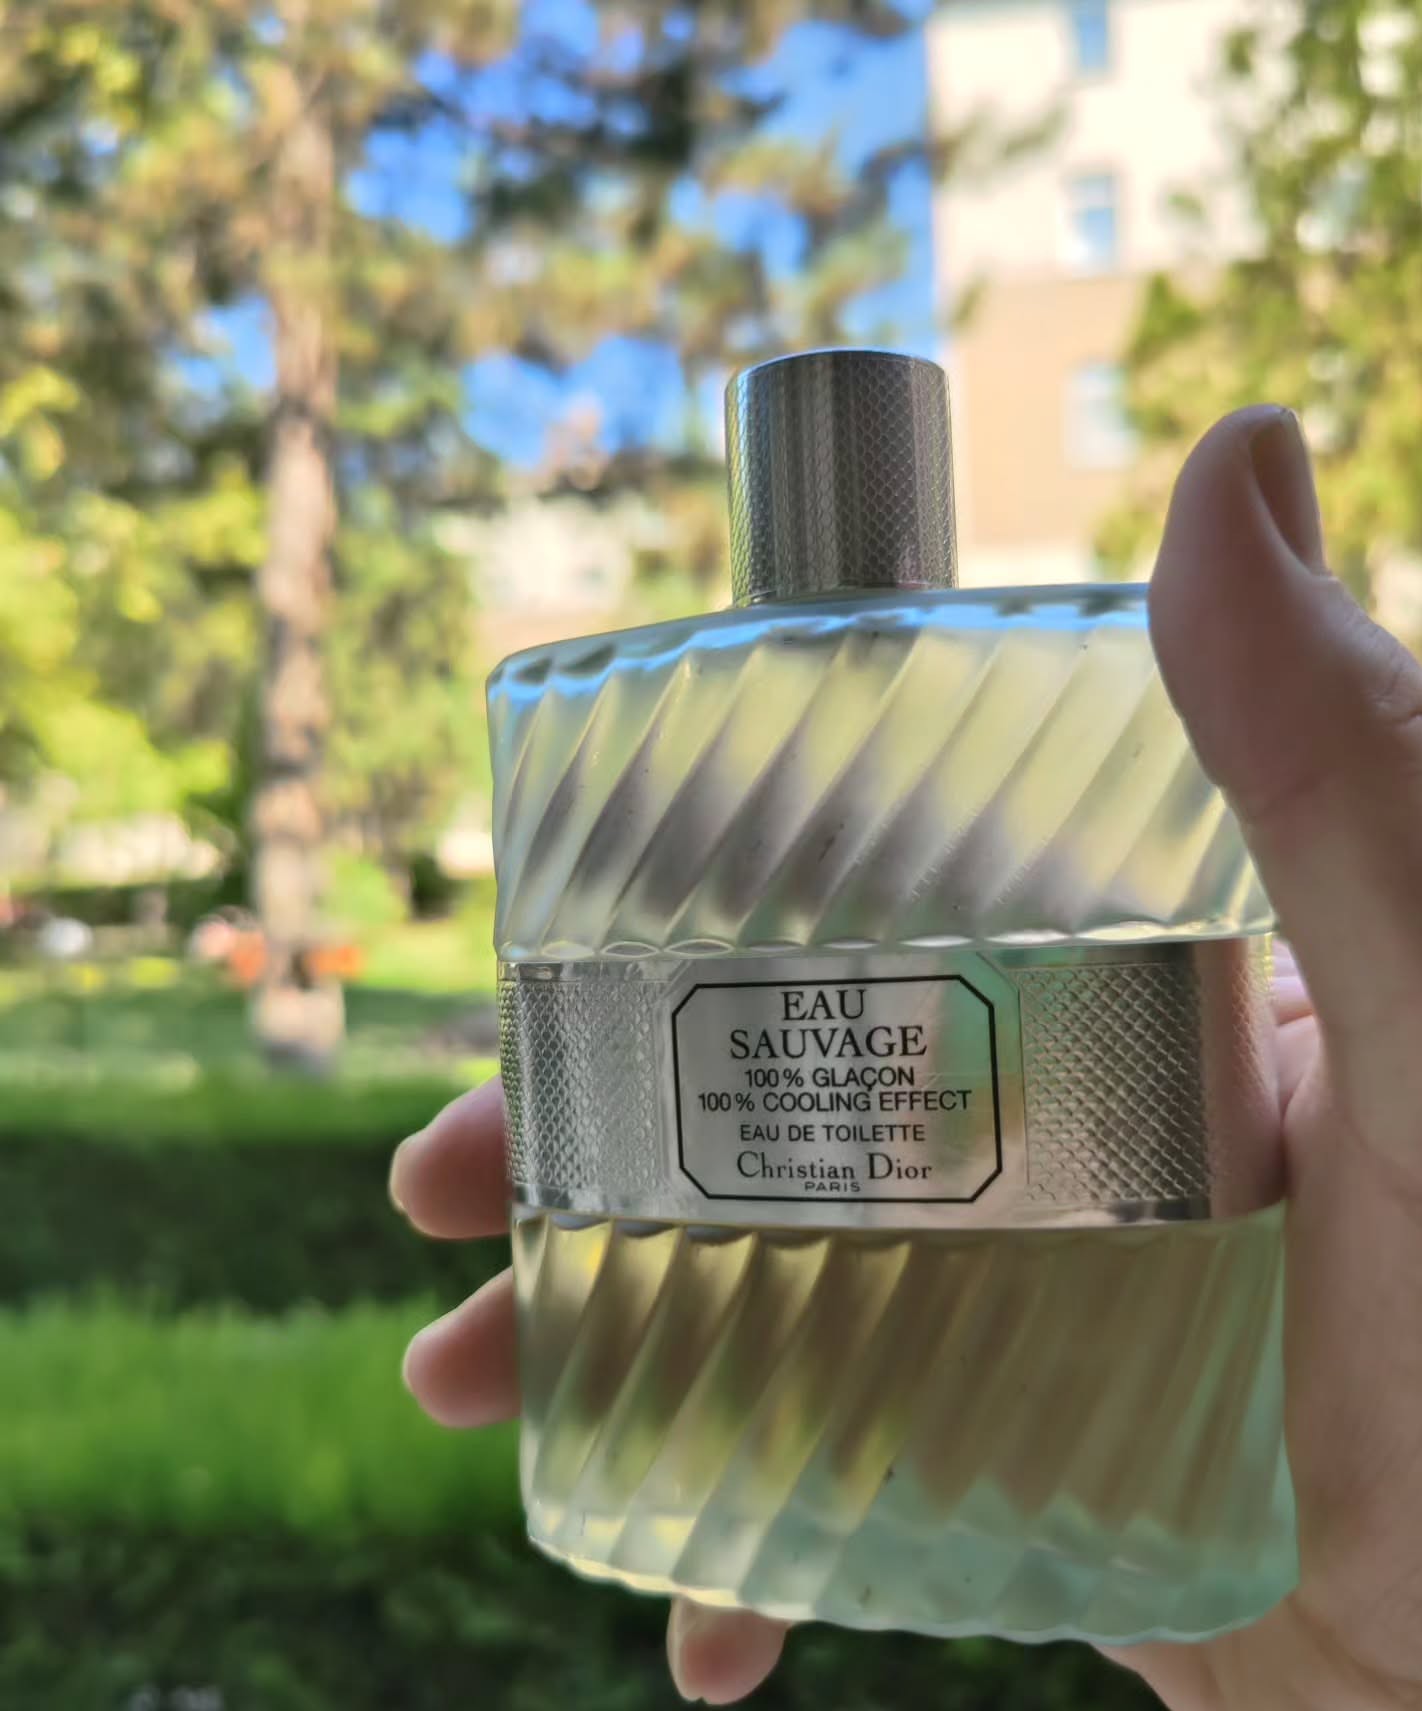 EAU
SAUVAGE
100% GLAÇON
100% COOLING EFFECT
EAU DE TOILETTE
Christian Dior
PARIS